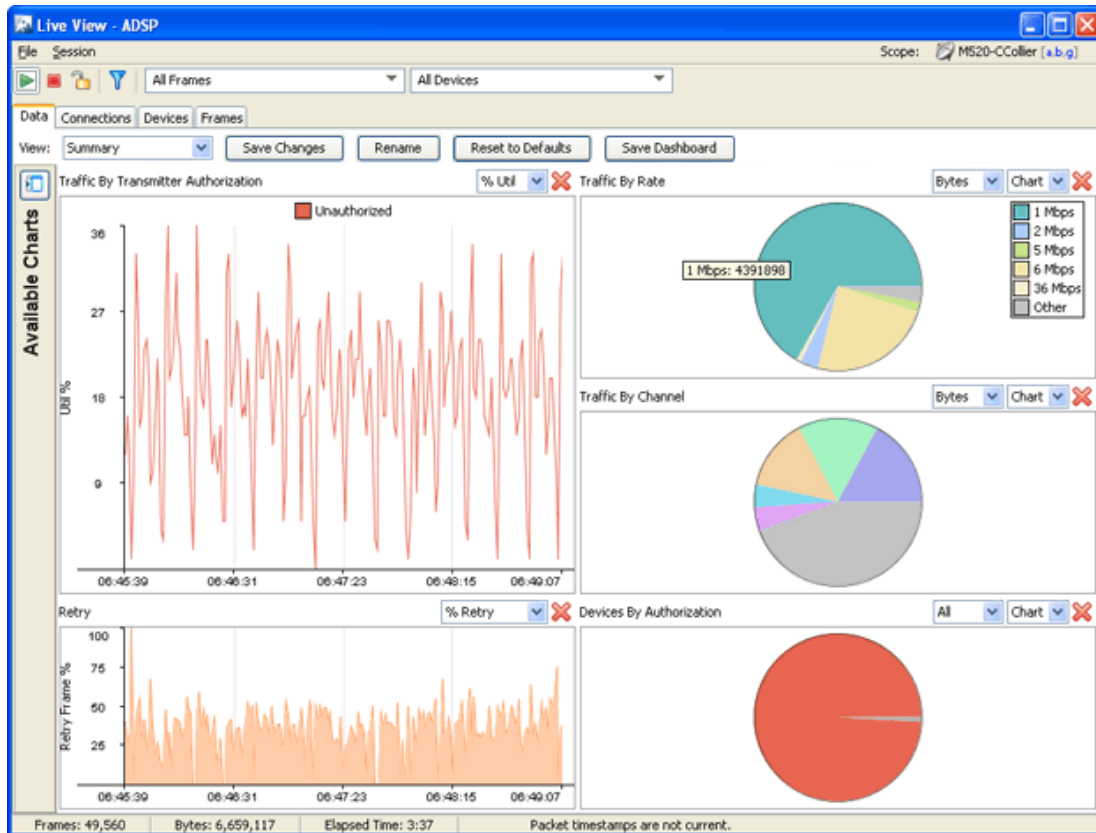 Live View - ADSP
File Session Scope: M520-CCollier [a,b,g]
All Frames All Devices
Data Connections Devices Frames
View: Summary Save Changes Rename Reset to Defaults Save Dashboard
Available Charts
Traffic By Transmitter Authorization % Util
Unauthorized
Util %
36
27
18
9
06:45:39 06:46:31 06:47:23 06:48:15 06:49:07
Traffic By Rate Bytes Chart
1 Mbps: 4391898
1 Mbps
2 Mbps
5 Mbps
6 Mbps
36 Mbps
Other
Traffic By Channel Bytes Chart
Retry % Retry
Retry Frame %
100
75
50
25
06:45:39 06:46:31 06:47:23 06:48:15 06:49:07
Devices By Authorization All Chart
Frames: 49,560 Bytes: 6,659,117 Elapsed Time: 3:37 Packet timestamps are not current.